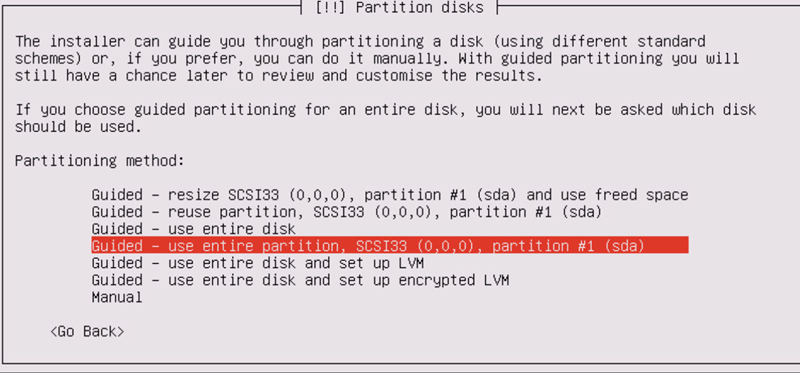 [!!] Partition disks
The installer can guide you through partitioning a disk (using different standard
schemes) or, if you prefer, you can do it manually. With guided partitioning you will
still have a chance later to review and customise the results.
If you choose guided partitioning for an entire disk, you will next be asked which disk
should be used.
Partitioning method:
Guided - resize SCSI33 (0,0,0), partition #1 (sda) and use freed space
Guided - reuse partition, SCSI33 (0,0,0), partition #1 (sda)
Guided - use entire disk
Guided - use entire partition, SCSI33 (0,0,0), partition #1 (sda)
Guided - use entire disk and set up LVM
Guided - use entire disk and set up encrypted LVM
Manual
<Go Back>